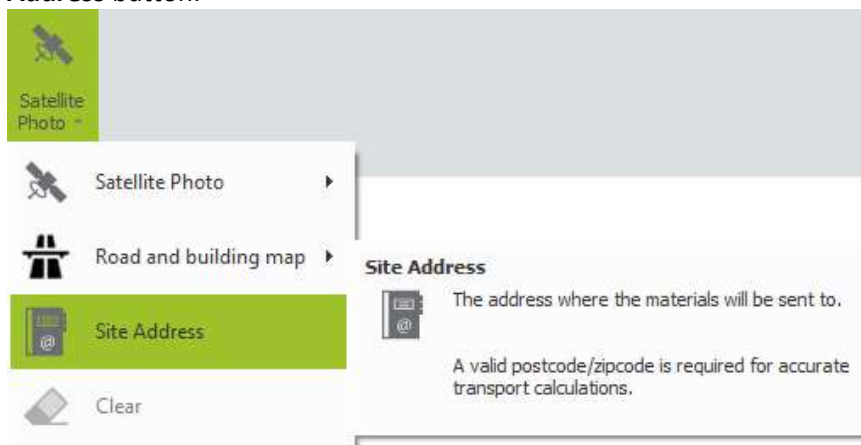 Address button.
Satellite
Photo
Satellite Photo
Road and building map
Site Address
Clear
Site Address
The address where the materials will be sent to.
A valid postcode/zipcode is required for accurate
transport calculations.